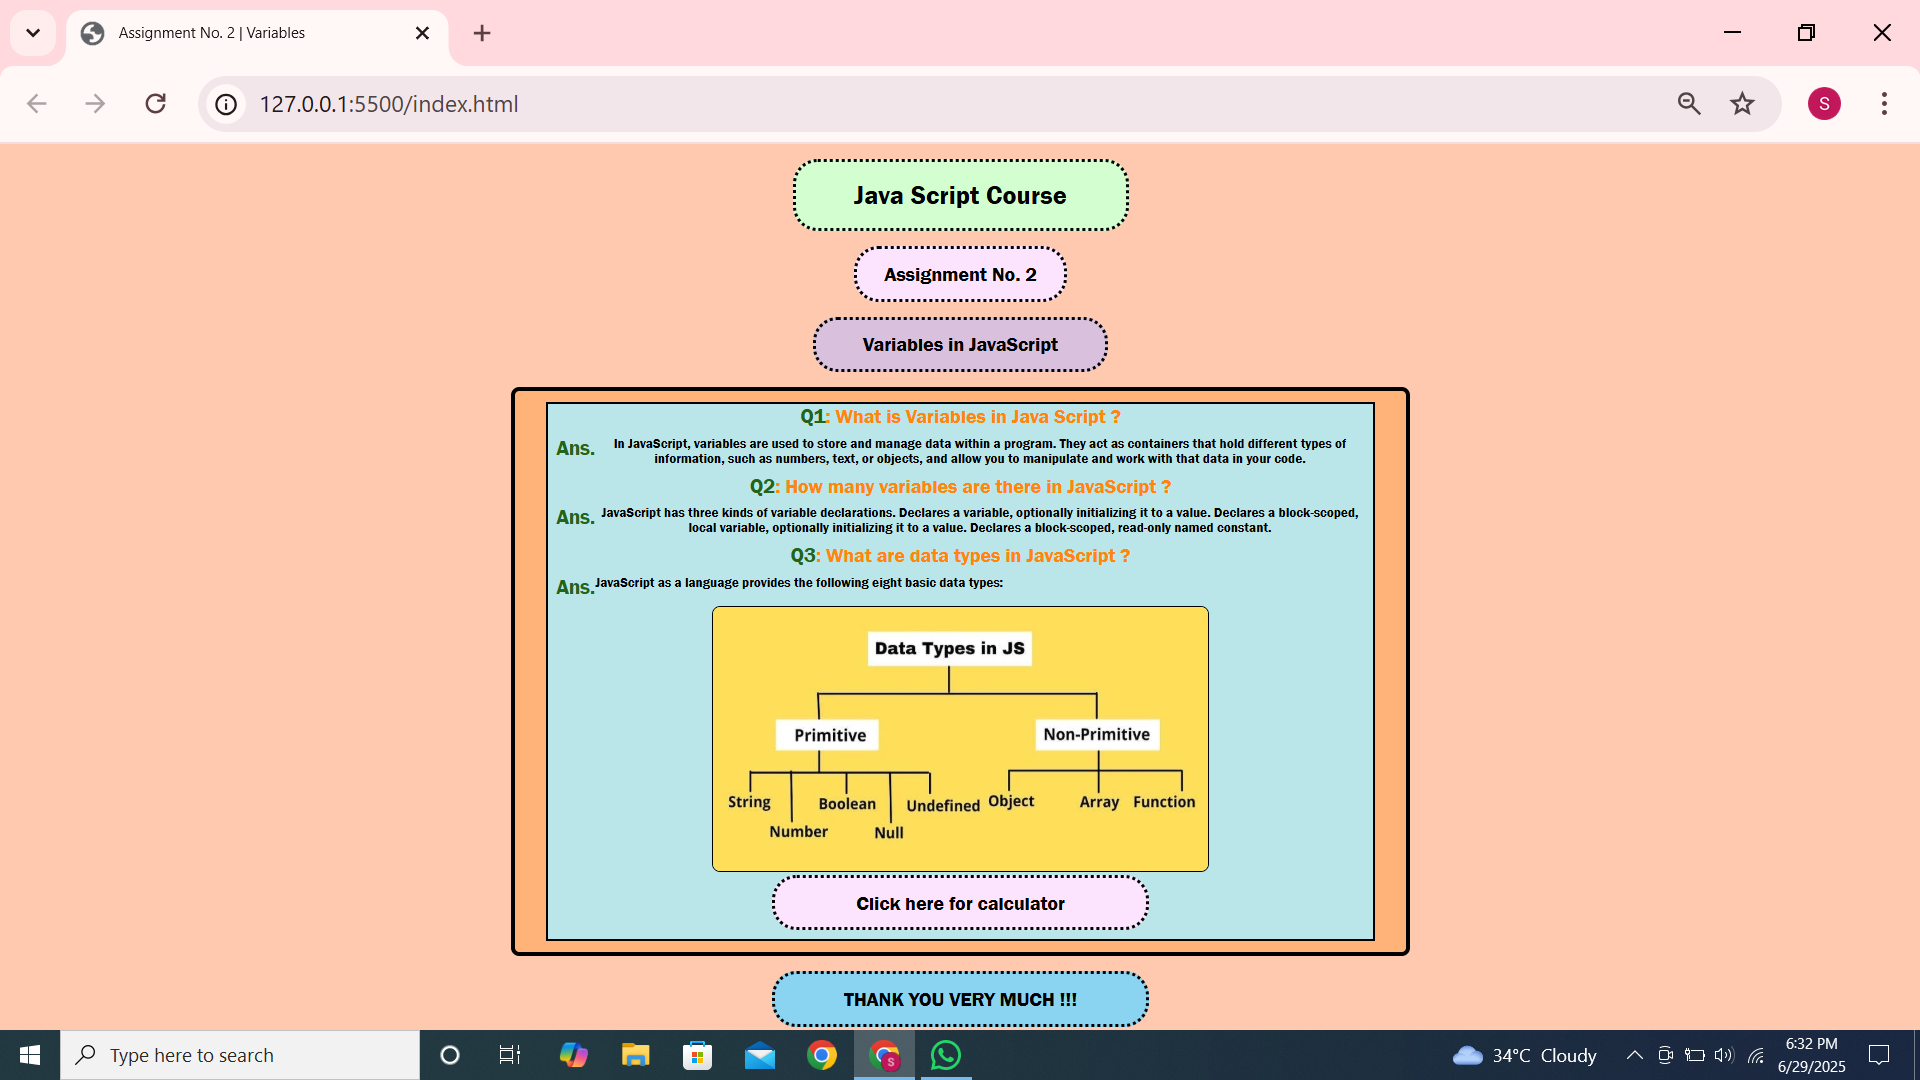 Assignment No. 2 | Variables
127.0.0.1:5500/index.html
S
Java Script Course
Assignment No. 2
Variables in JavaScript
Q1: What is Variables in Java Script ?
Ans. In JavaScript, variables are used to store and manage data within a program. They act as containers that hold different types of
information, such as numbers, text, or objects, and allow you to manipulate and work with that data in your code.
Q2: How many variables are there in JavaScript ?
Ans. JavaScript has three kinds of variable declarations. Declares a variable, optionally initializing it to a value. Declares a block-scoped,
local variable, optionally initializing it to a value. Declares a block-scoped, read-only named constant.
Q3: What are data types in JavaScript ?
Ans. JavaScript as a language provides the following eight basic data types:
Data Types in JS
Primitive
Non-Primitive
String
Boolean
Undefined
Object
Array
Function
Number
Null
Click here for calculator
THANK YOU VERY MUCH !!!
Type here to search
S
34°C Cloudy
6:32 PM
6/29/2025